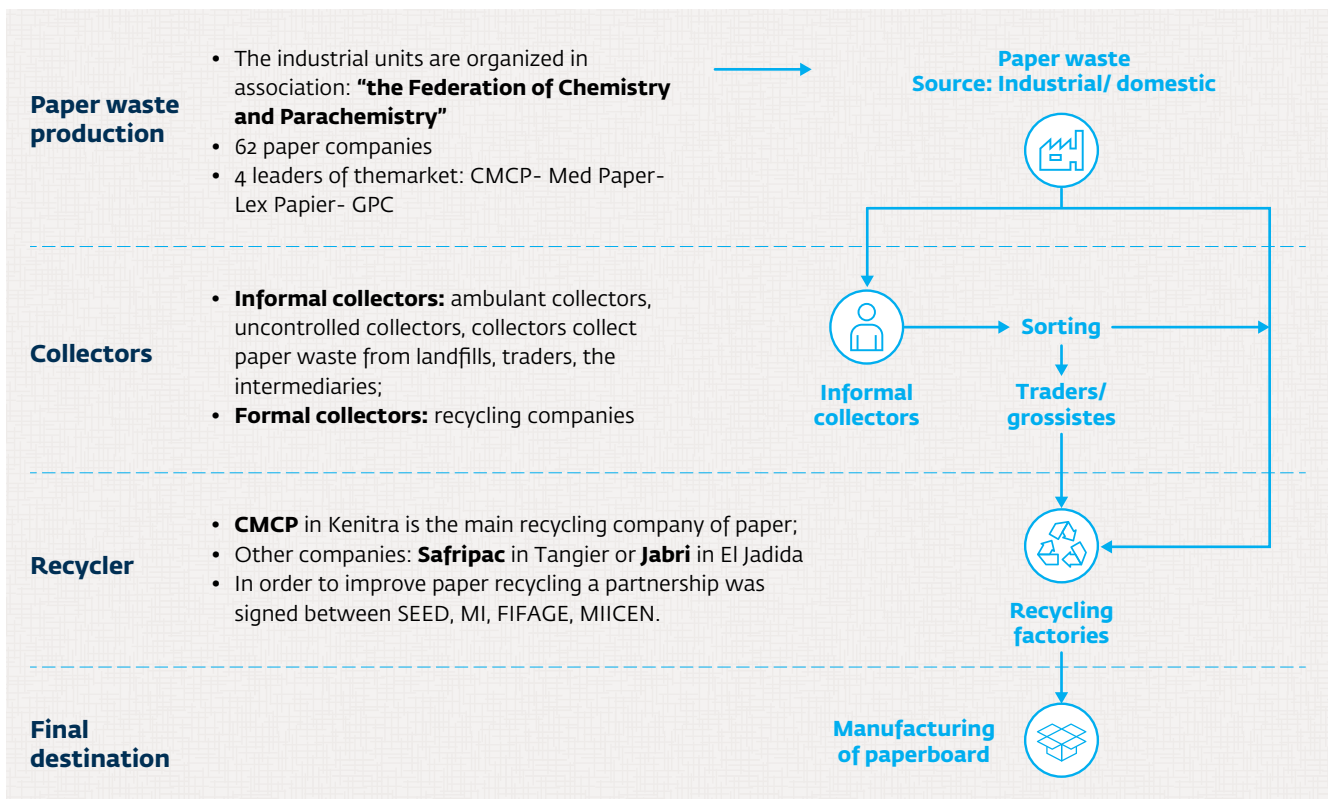 Paper waste
production
• The industrial units are organized in
association: “the Federation of Chemistry
and Parachemistry”
• 62 paper companies
• 4 leaders of themarket: CMCP- Med Paper-
Lex Papier- GPC
Paper waste
Source: Industrial/ domestic
Collectors
• Informal collectors: ambulant collectors,
uncontrolled collectors, collectors collect
paper waste from landfills, traders, the
intermediaries;
• Formal collectors: recycling companies
Informal
collectors
Sorting
Traders/
grossistes
Recycler
• CMCP in Kenitra is the main recycling company of paper;
• Other companies: Safripac in Tangier or Jabri in El Jadida
• In order to improve paper recycling a partnership was
signed between SEED, MI, FIFAGE, MIICEN.
Recycling
factories
Final
destination
Manufacturing
of paperboard